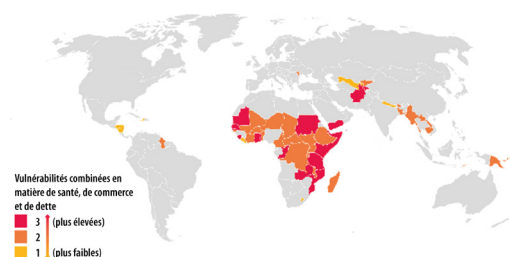 Vulnérabilités combinées en
matière de santé, de commerce
et de dette
3 (plus élevées)
2
1 (plus faibles)